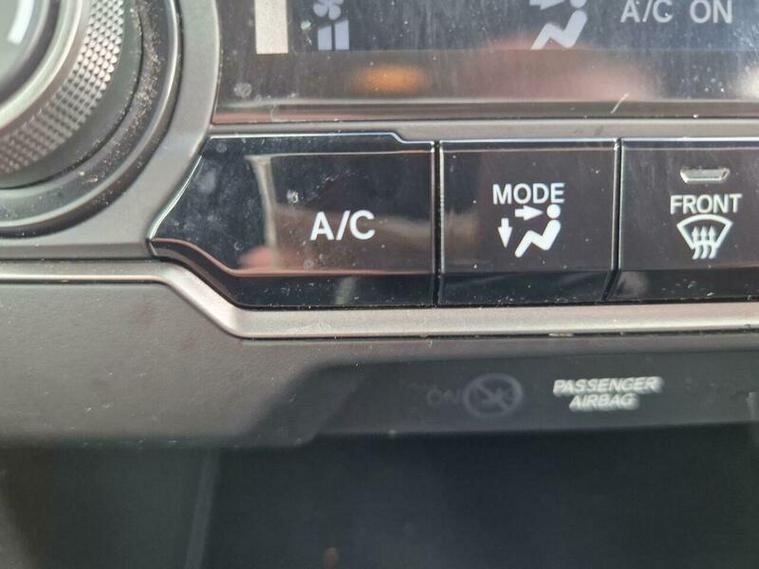 A/C ON
A/C
MODE
FRONT
ON
PASSENGER
AIRBAG